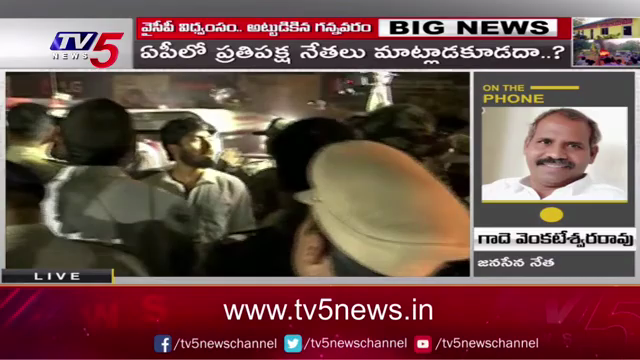 TV5
NEWS
వైసీపీ విధ్వంసం.. అట్టుడికిన గన్నవరం
BIG NEWS
ఏపీలో ప్రతిపక్ష నేతలు మాట్లాడకూడదా..?
ON THE
PHONE
గాదె వెంకటేశ్వరరావు
జనసేన నేత
LIVE
www.tv5news.in
/tv5newschannel
/tv5newschannel
/tv5newschannel